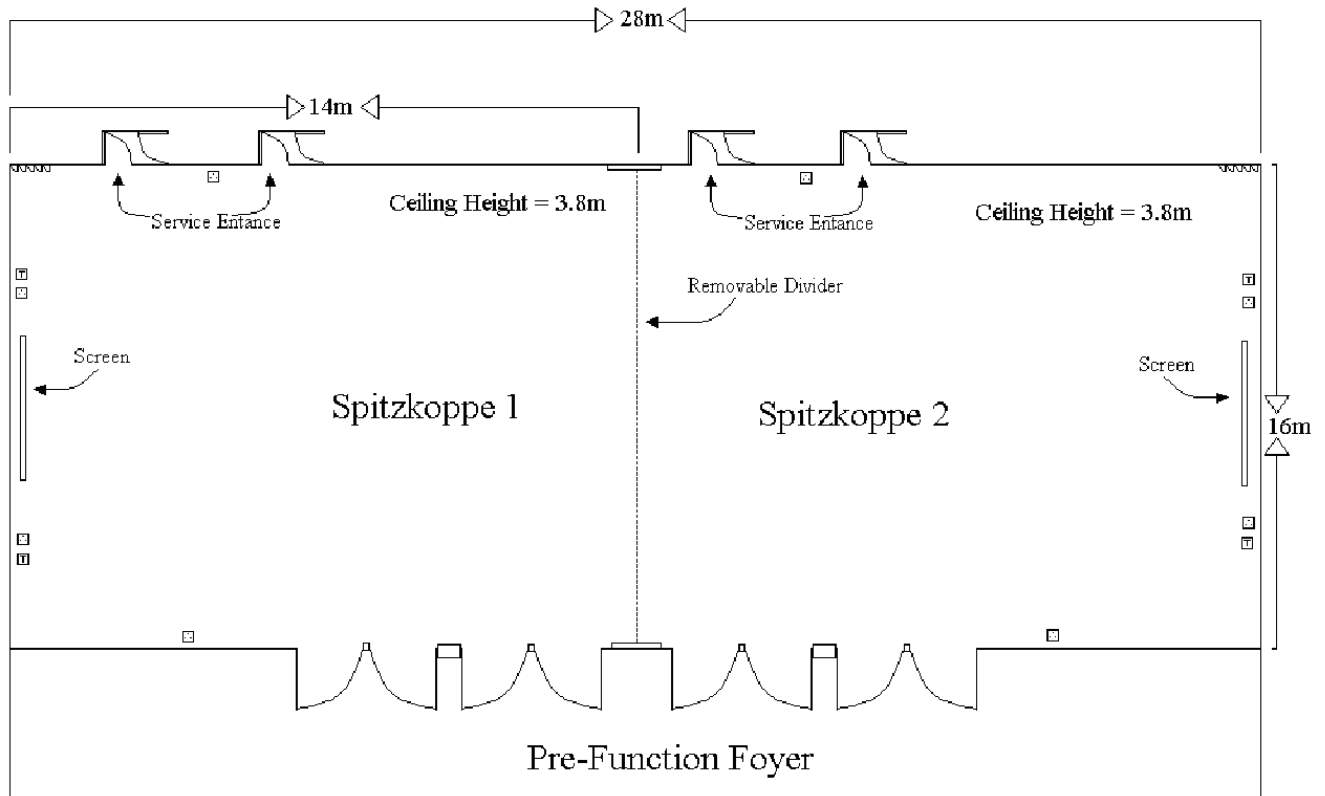 28m
14m
Ceiling Height = 3.8m
Ceiling Height = 3.8m
Service Entance
Service Entance
T
T
Removable Divider
Screen
Screen
Spitzkoppe 1
Spitzkoppe 2
16m
T
T
Pre-Function Foyer